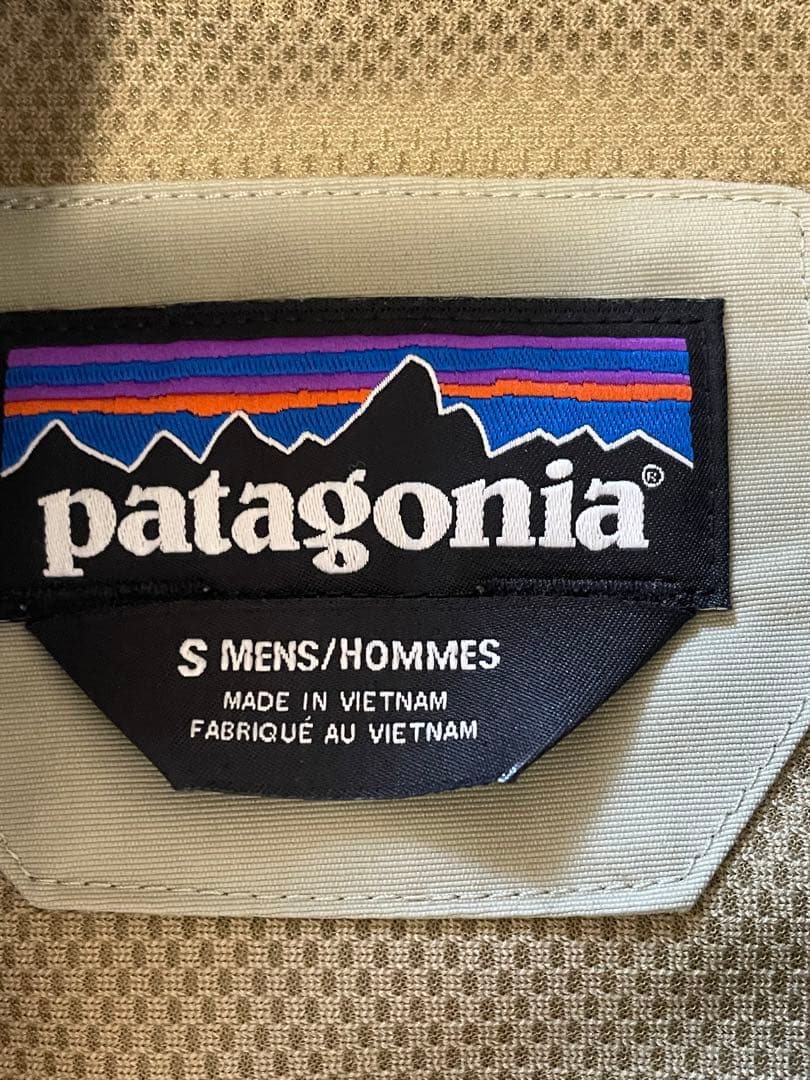 patagonia®
S MENS/HOMMES
MADE IN VIETNAM
FABRIQUÉ AU VIETNAM